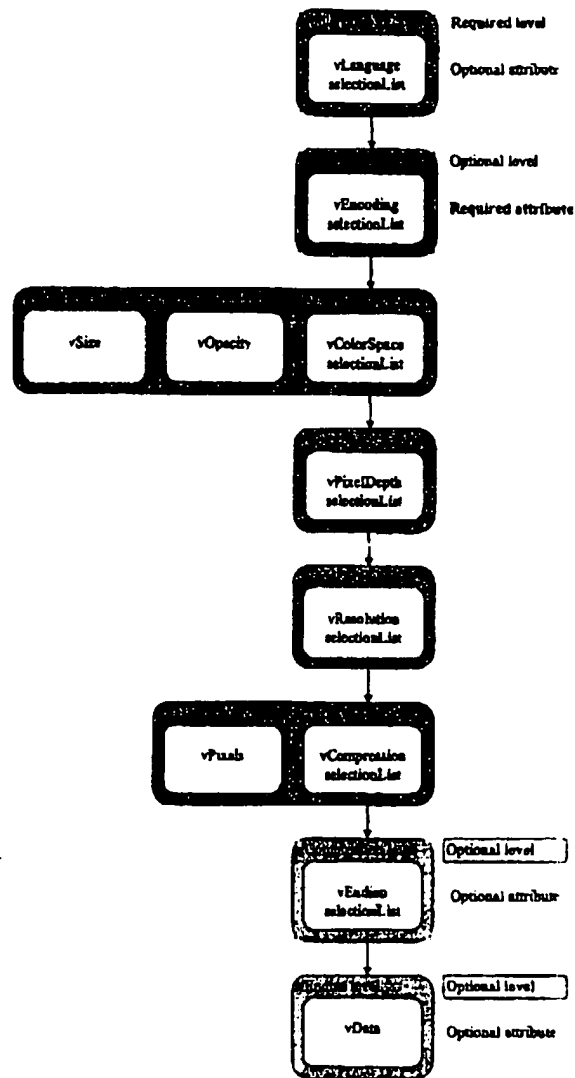 Required level
vLanguage
selectionList
Optional attribute
Optional level
vEncoding
selectionList
Required attribute
vSize
vOpacity
vColorSpace
selectionList
vPixelDepth
selectionList
vResolution
selectionList
vPixels
vCompression
selectionList
Optional level
vEndian
selectionList
Optional attribute
Optional level
vData
Optional attribute